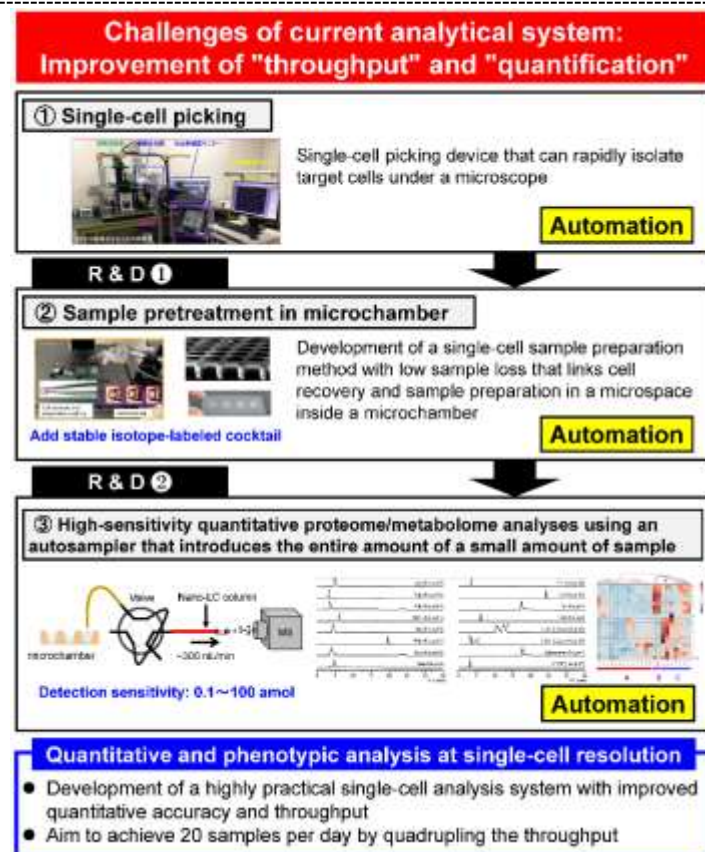 Challenges of current analytical system:
Improvement of "throughput" and "quantification"
① Single-cell picking
Single-cell picking device that can rapidly isolate
target cells under a microscope
Automation
R & D ❶
② Sample pretreatment in microchamber
Development of a single-cell sample preparation
method with low sample loss that links cell
recovery and sample preparation in a microspace
inside a microchamber
Add stable isotope-labeled cocktail
Automation
R & D ❷
③ High-sensitivity quantitative proteome/metabolome analyses using an
autosampler that introduces the entire amount of a small amount of sample
Valve
Nano-LC column
MS
microchamber
~300 nL/min
Detection sensitivity: 0.1～100 amol
Automation
Quantitative and phenotypic analysis at single-cell resolution
● Development of a highly practical single-cell analysis system with improved
quantitative accuracy and throughput
● Aim to achieve 20 samples per day by quadrupling the throughput